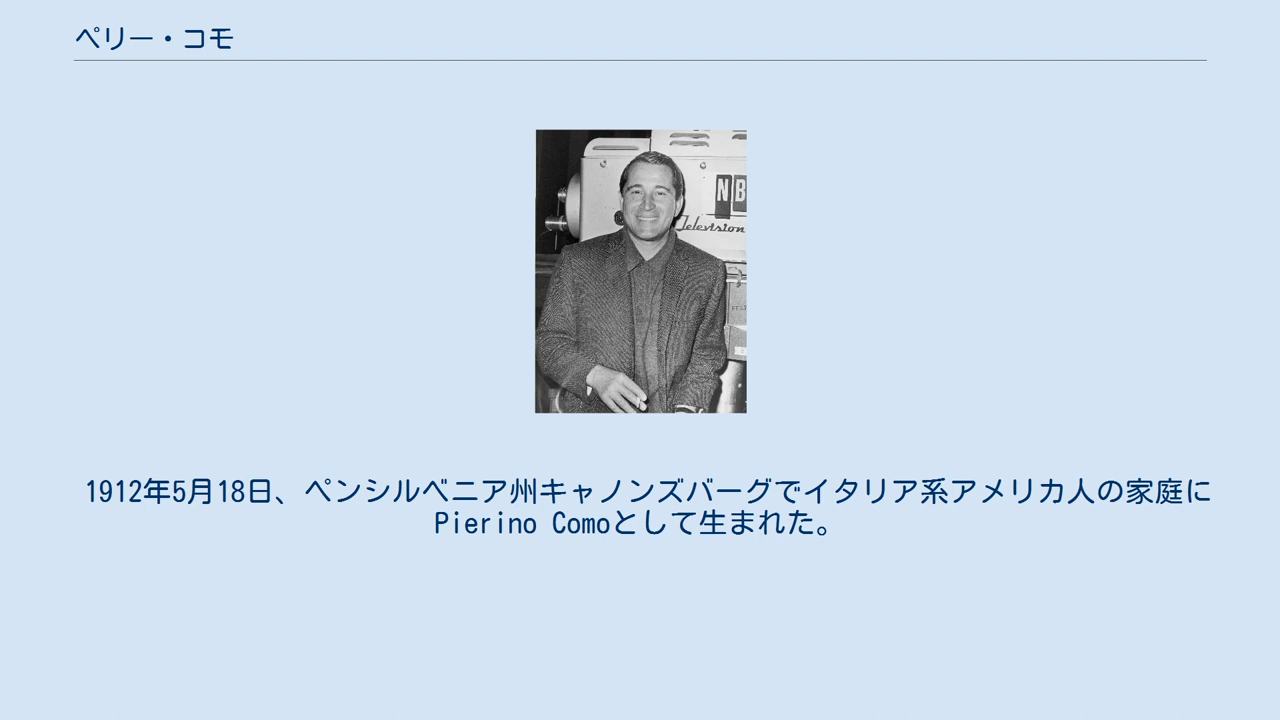 ペリー・コモ
NB
Television
1912年5月18日、ペンシルベニア州キャノンズバーグでイタリア系アメリカ人の家庭に
Pierino Comoとして生まれた。